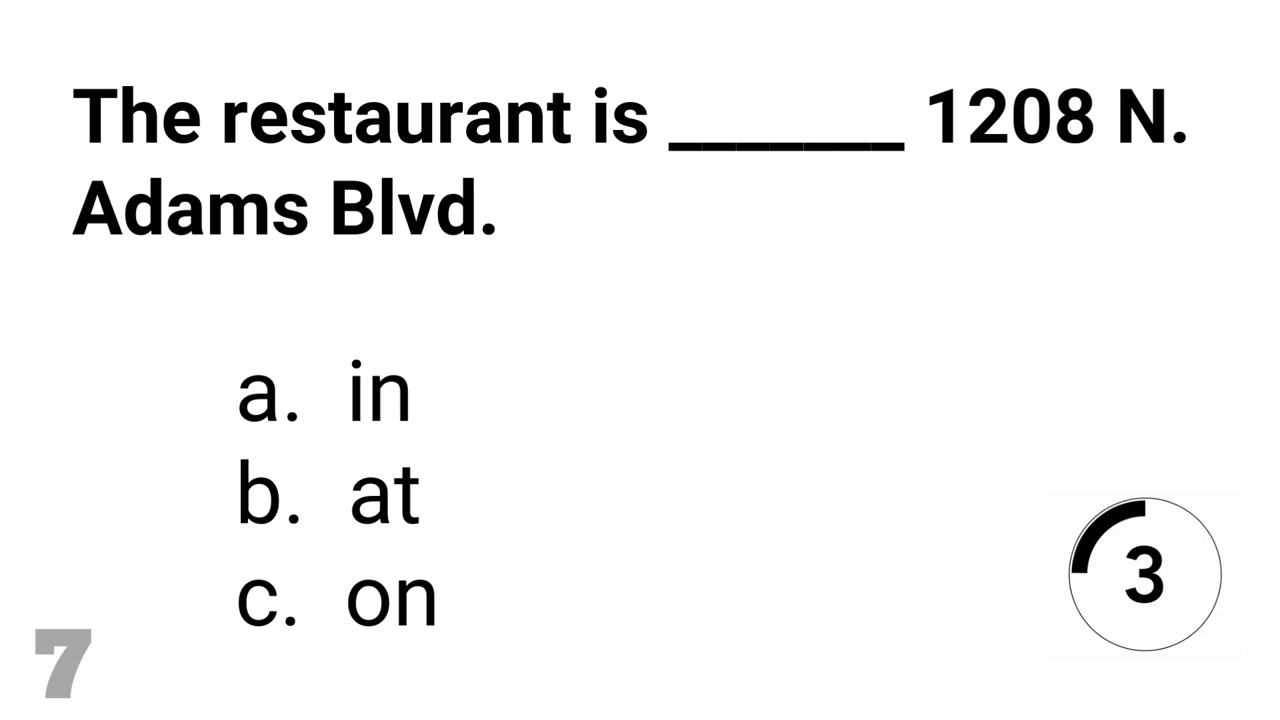 The restaurant is _______ 1208 N.
Adams Blvd.
a. in
b. at
c. on
3
7